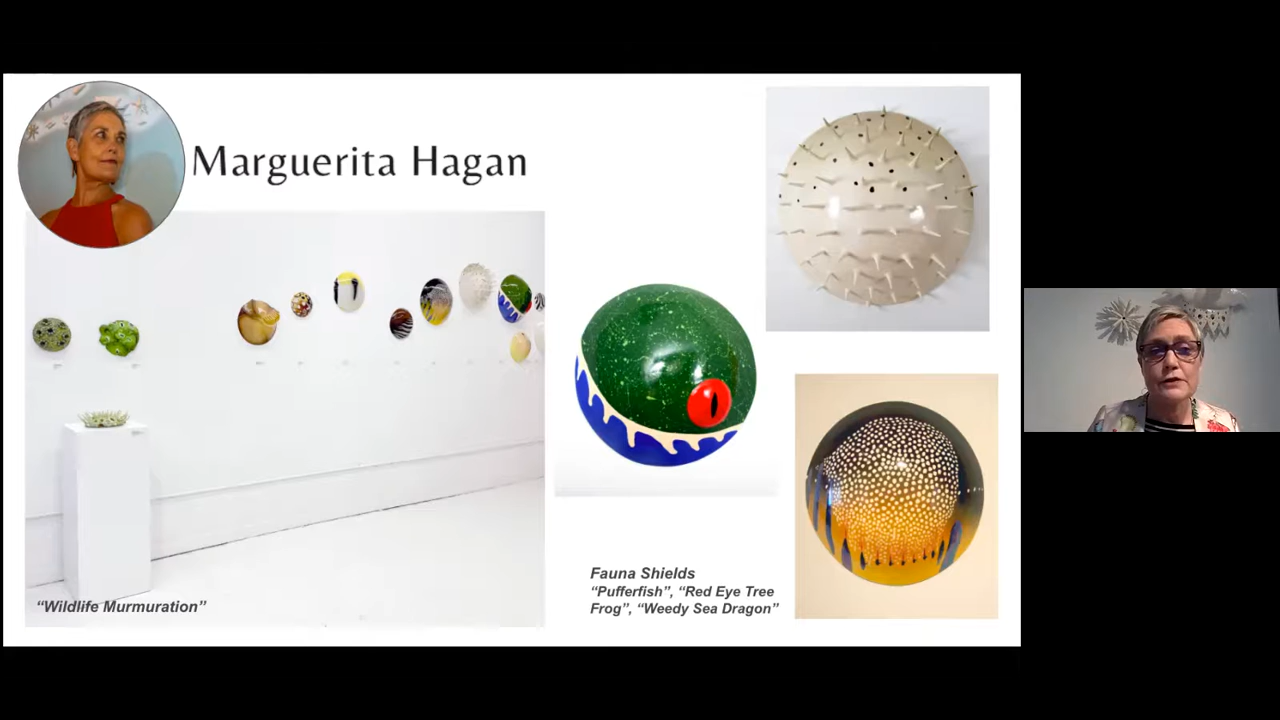 Marguerita Hagan
“Wildlife Murmuration”
Fauna Shields
“Pufferfish”, “Red Eye Tree
Frog”, “Weedy Sea Dragon”